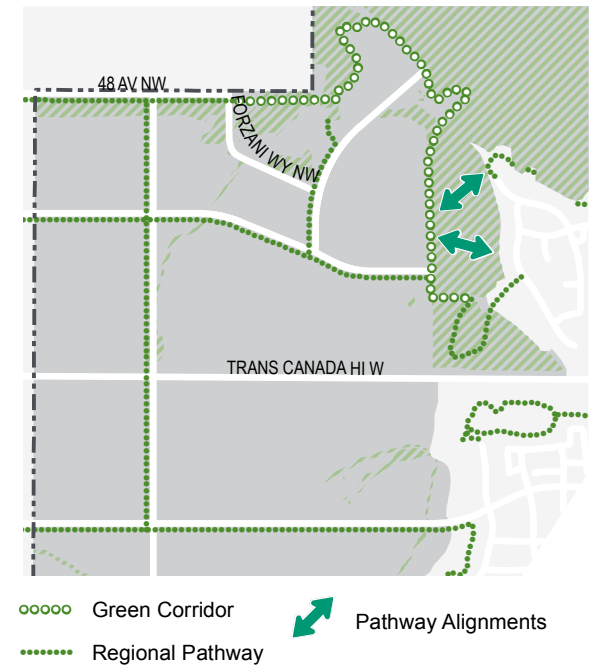 48 AV NW
FORZANI WY NW
TRANS CANADA HI W
Green Corridor
Pathway Alignments
Regional Pathway